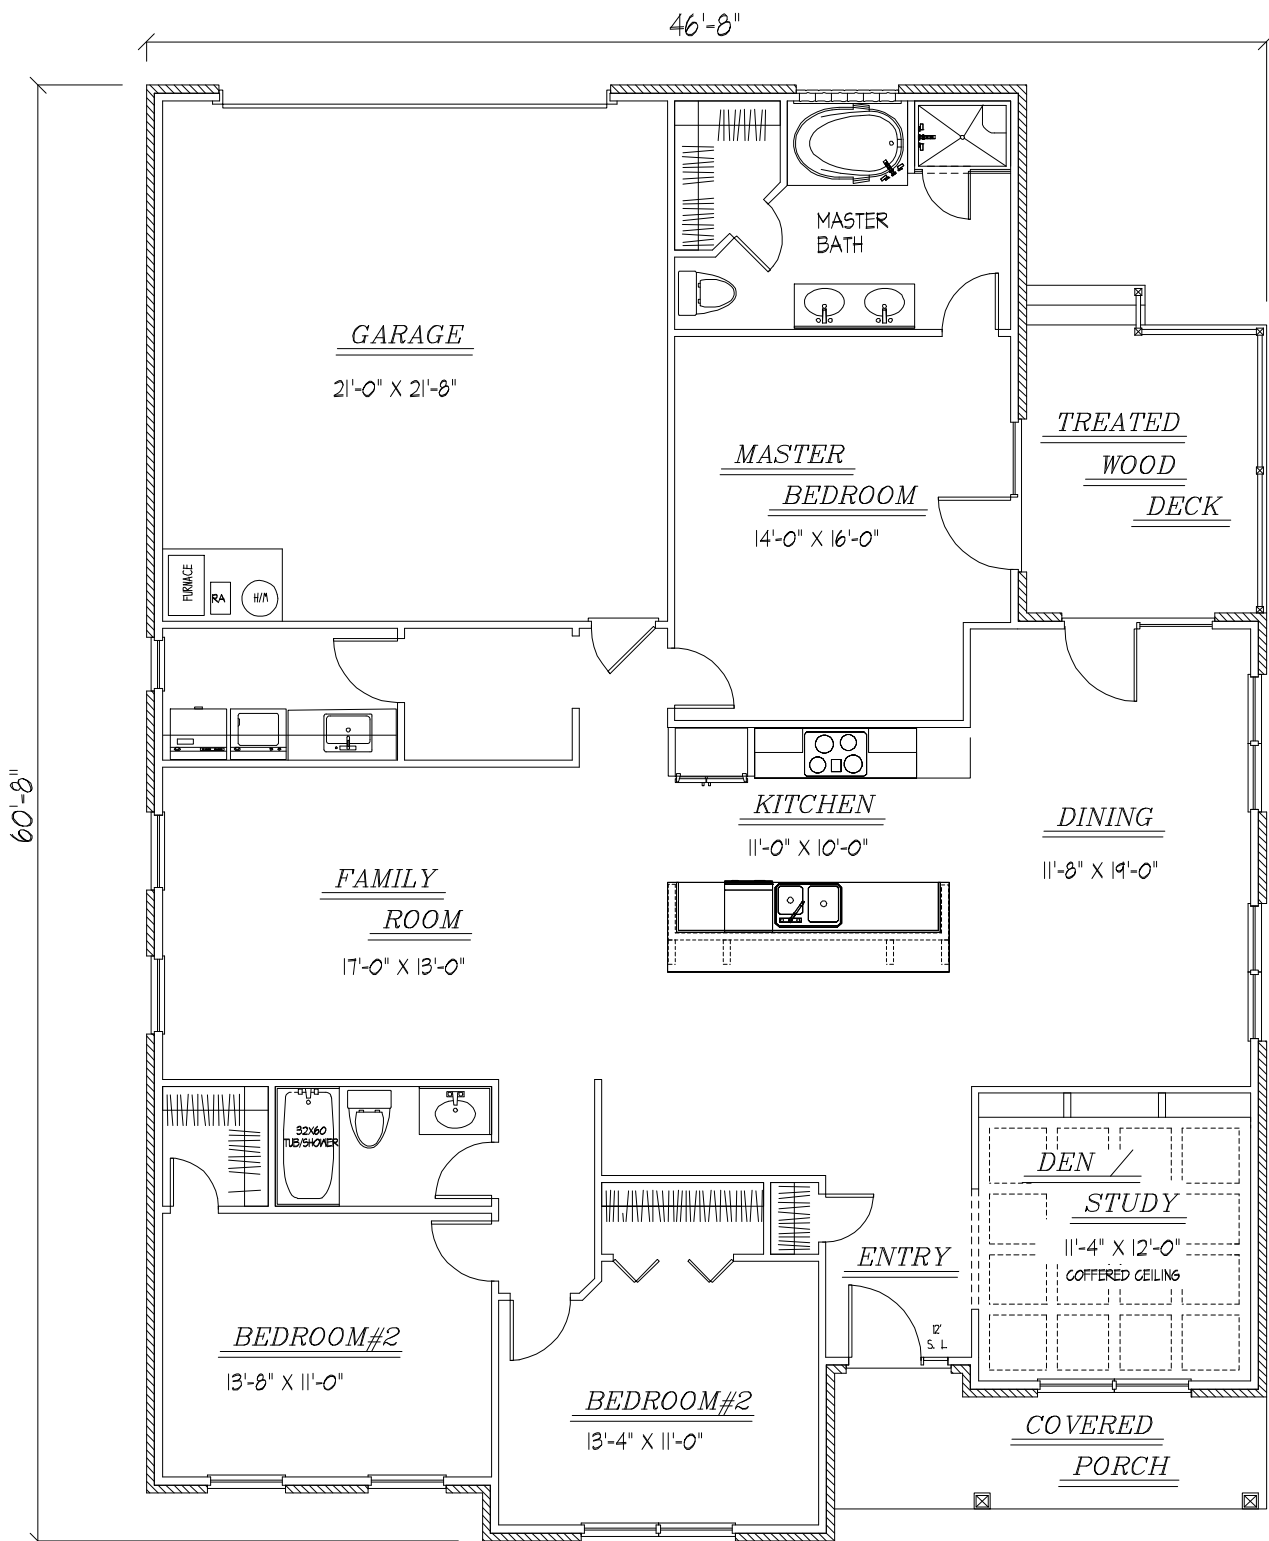 46'-8"
MASTER
BATH
GARAGE
21'-0" X 21'-8"
TREATED
WOOD
DECK
MASTER
BEDROOM
14'-0" X 16'-0"
FURNACE
RA
H/M
60'-8"
KITCHEN
11'-0" X 10'-0"
DINING
11'-8" X 19'-0"
FAMILY
ROOM
17'-0" X 13'-0"
32X60
TUB/SHOWER
DEN /
STUDY
11'-4" X 12'-0"
COFFERED CEILING
ENTRY
12'
S. L
BEDROOM#2
13'-8" X 11'-0"
BEDROOM#2
13'-4" X 11'-0"
COVERED
PORCH